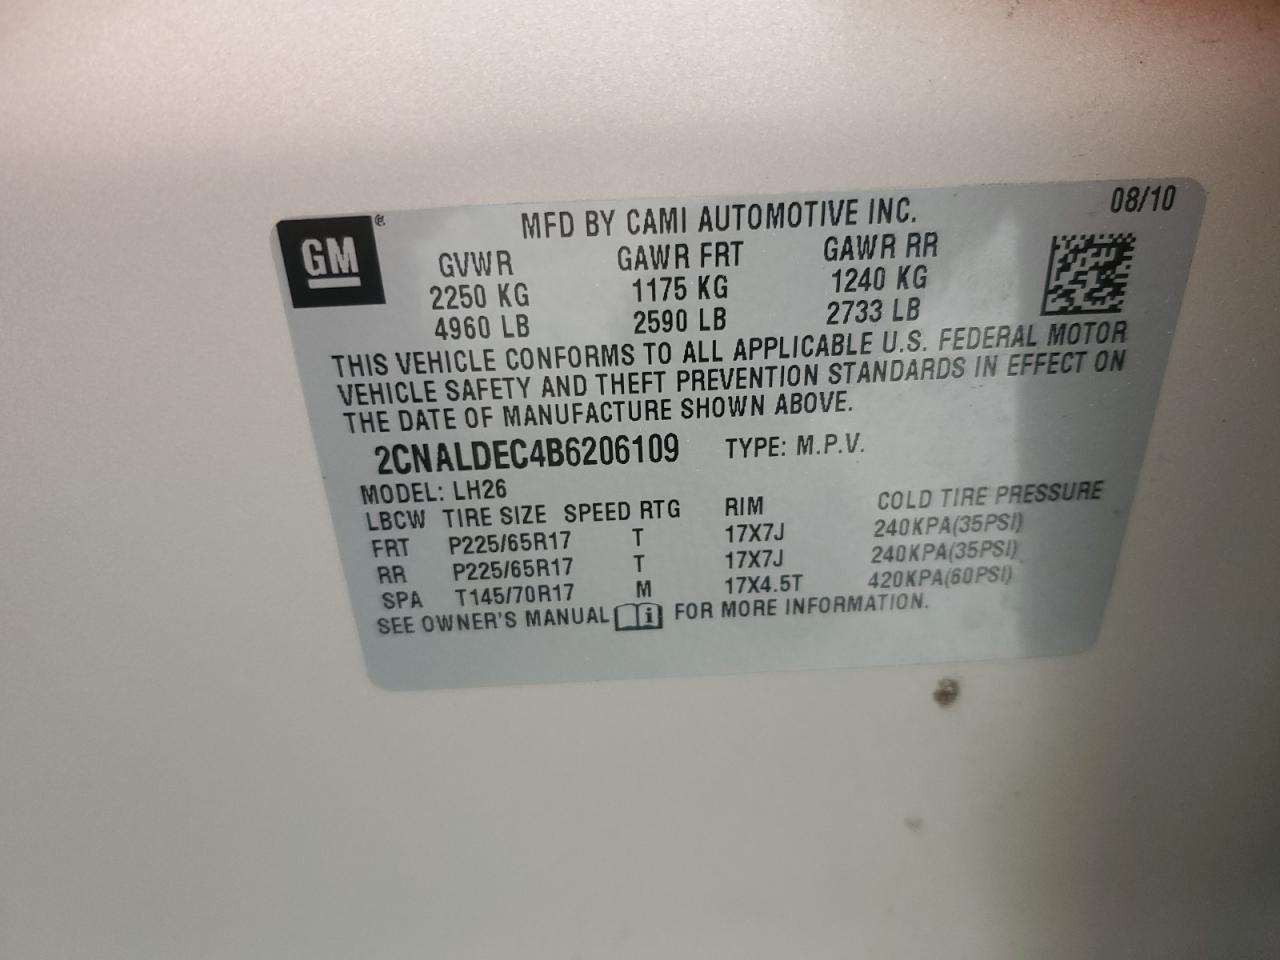 GM ®
MFD BY CAMI AUTOMOTIVE INC. 08/10
GVWR GAWR FRT GAWR RR
2250 KG 1175 KG 1240 KG
4960 LB 2590 LB 2733 LB
THIS VEHICLE CONFORMS TO ALL APPLICABLE U.S. FEDERAL MOTOR
VEHICLE SAFETY AND THEFT PREVENTION STANDARDS IN EFFECT ON
THE DATE OF MANUFACTURE SHOWN ABOVE.
2CNALDEC4B6206109 TYPE: M.P.V.
MODEL: LH26
LBCW TIRE SIZE SPEED RTG RIM COLD TIRE PRESSURE
FRT P225/65R17 T 17X7J 240KPA(35PSI)
RR P225/65R17 T 17X7J 240KPA(35PSI)
SPA T145/70R17 M 17X4.5T 420KPA(60PSI)
SEE OWNER'S MANUAL i FOR MORE INFORMATION.